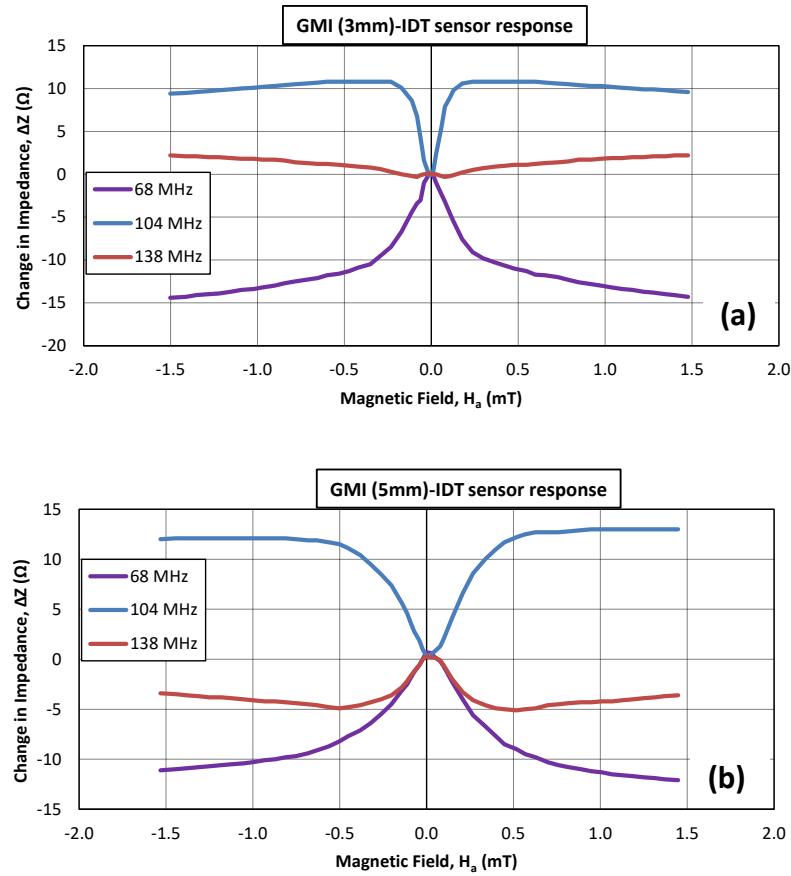 GMI (3mm)-IDT sensor response
Change in Impedance, ΔZ (Ω)
15
10
5
0
-5
-10
-15
-20
68 MHz
104 MHz
138 MHz
(a)
-2.0 -1.5 -1.0 -0.5 0.0 0.5 1.0 1.5 2.0
Magnetic Field, Hₐ (mT)
GMI (5mm)-IDT sensor response
Change in Impedance, ΔZ (Ω)
15
10
5
0
-5
-10
-15
68 MHz
104 MHz
138 MHz
(b)
-2.0 -1.5 -1.0 -0.5 0.0 0.5 1.0 1.5 2.0
Magnetic Field, Hₐ (mT)